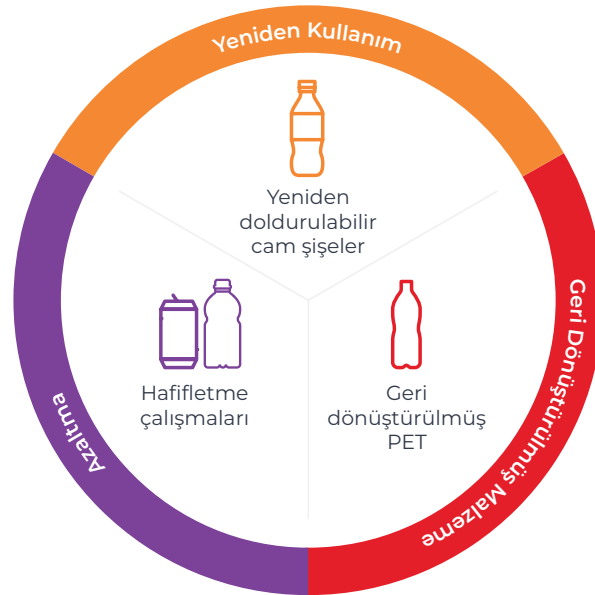 Yeniden Kullanım
Yeniden
doldurulabilir
cam şişeler
Azaltma
Hafifletme
çalışmaları
Geri Dönüştürülmüş Malzeme
Geri
dönüştürülmüş
PET